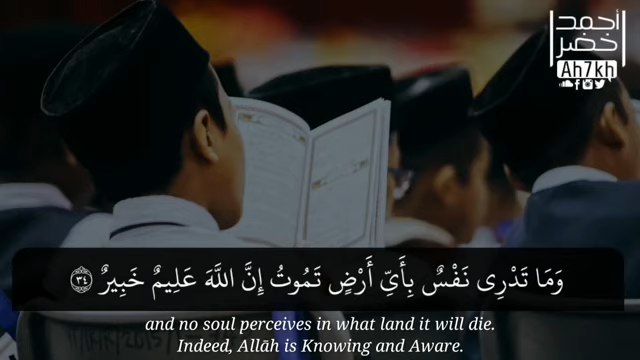 أحمد
خضر
Ah7kh
وَمَا تَدْرِى نَفْسٌ بِأَيِّ أَرْضٍ تَمُوتُ إِنَّ اللَّهَ عَلِيمٌ خَبِيرٌ ٣٤
and no soul perceives in what land it will die.
Indeed, Allāh is Knowing and Aware.